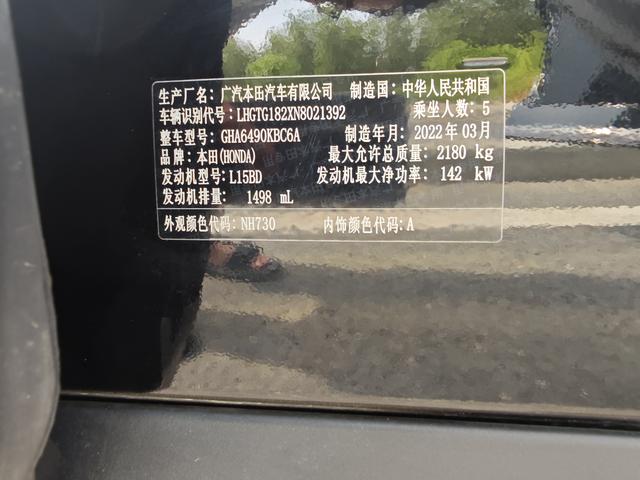 生产厂名：广汽本田汽车有限公司 制造国：中华人民共和国
车辆识别代号：LHGTG182XN8021392 乘坐人数：5
整车型号：GHA6490KBC6A 制造年月：2022年03月
品牌：本田(HONDA) 最大允许总质量：2180 kg
发动机型号：L15BD 发动机最大净功率：142 kW
发动机排量：1498 mL
外观颜色代码：NH730 内饰颜色代码：A